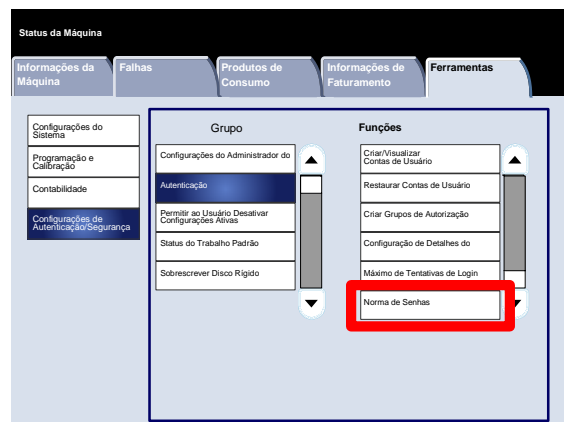 Status da Máquina
Informações da
Máquina
Falhas
Produtos de
Consumo
Informações de
Faturamento
Ferramentas
Configurações do
Sistema
Programação e
Calibração
Contabilidade
Configurações de
Autenticação/Segurança
Grupo
Configurações do Administrador do
Autenticação
Permitir ao Usuário Desativar
Configurações Ativas
Status do Trabalho Padrão
Sobrescrever Disco Rígido
Funções
Criar/Visualizar
Contas de Usuário
Restaurar Contas de Usuário
Criar Grupos de Autorização
Configuração de Detalhes do
Máximo de Tentativas de Login
Norma de Senhas